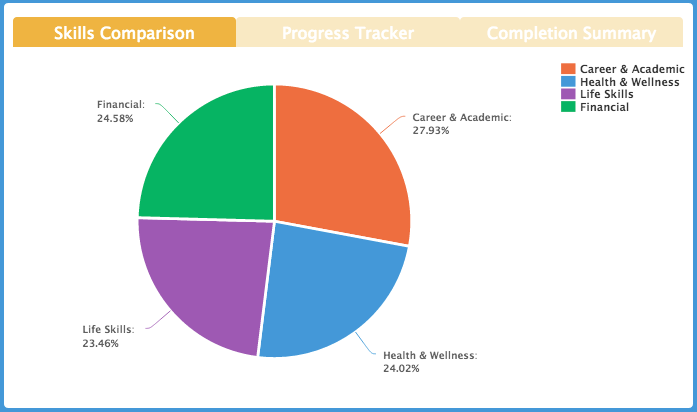 Skills Comparison
Progress Tracker
Completion Summary
Career & Academic
Health & Wellness
Life Skills
Financial
Financial:
24.58%
Career & Academic:
27.93%
Life Skills:
23.46%
Health & Wellness:
24.02%